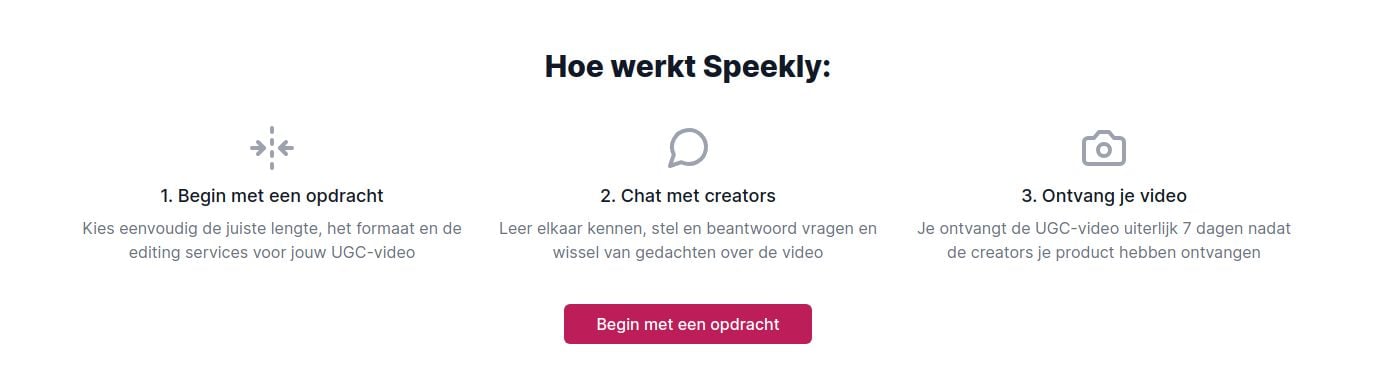 Hoe werkt Speekly:
1. Begin met een opdracht
Kies eenvoudig de juiste lengte, het formaat en de
editing services voor jouw UGC-video
2. Chat met creators
Leer elkaar kennen, stel en beantwoord vragen en
wissel van gedachten over de video
3. Ontvang je video
Je ontvangt de UGC-video uiterlijk 7 dagen nadat
de creators je product hebben ontvangen
Begin met een opdracht